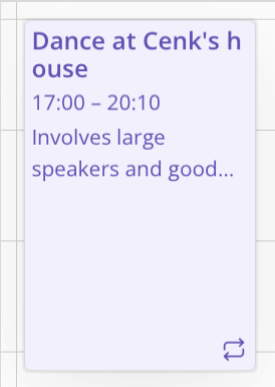 Dance at Cenk's h
ouse
17:00 – 20:10
Involves large
speakers and good...